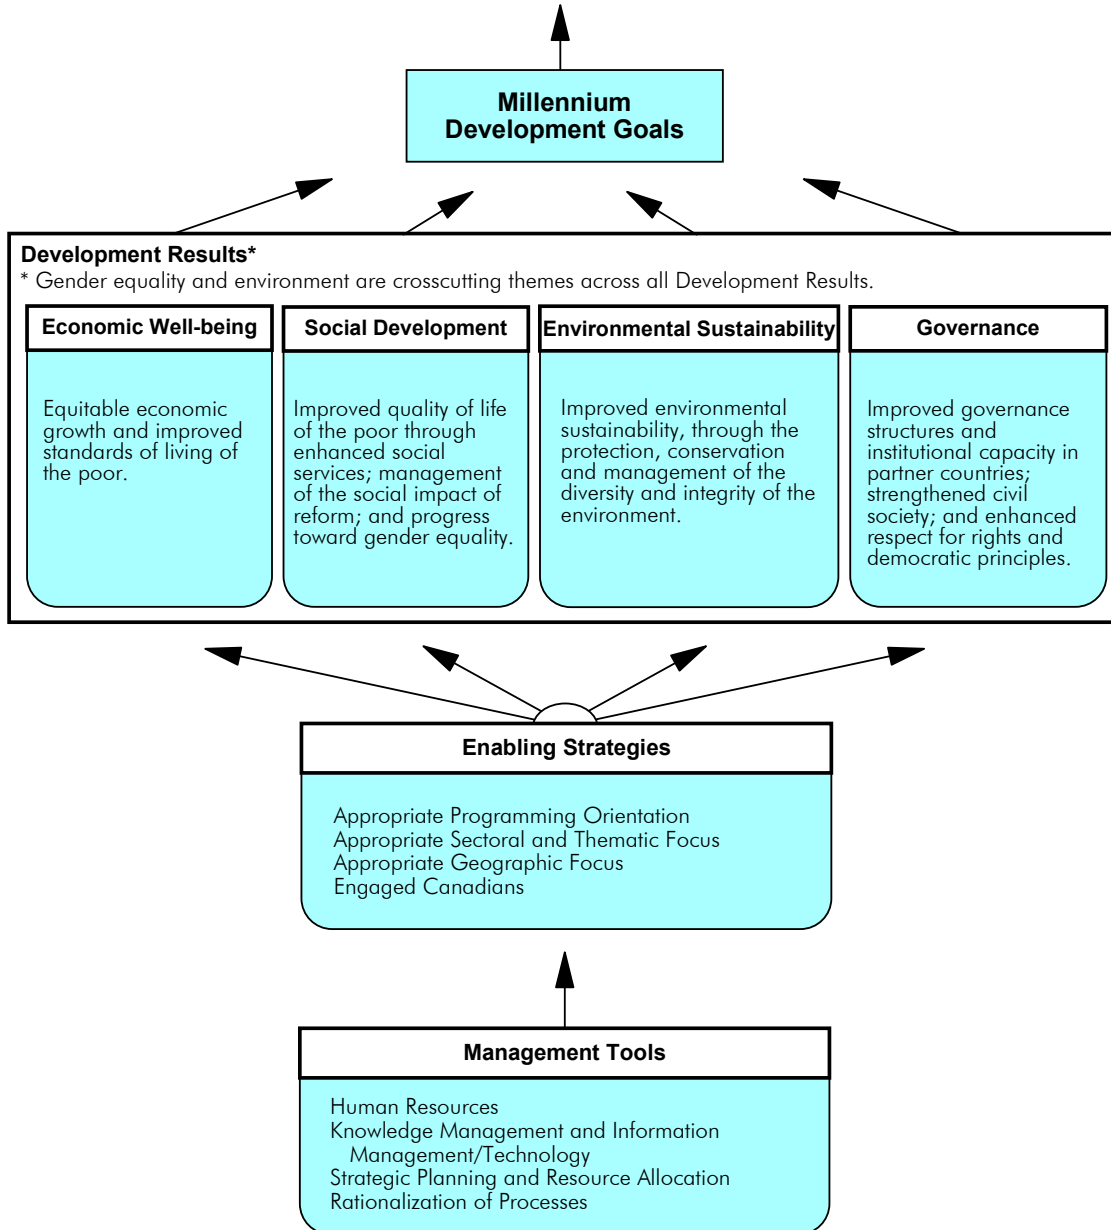 Millennium
Development Goals
Development Results*
* Gender equality and environment are crosscutting themes across all Development Results.
Economic Well-being
Equitable economic
growth and improved
standards of living of
the poor.
Social Development
Improved quality of life
of the poor through
enhanced social
services; management
of the social impact of
reform; and progress
toward gender equality.
Environmental Sustainability
Improved environmental
sustainability, through the
protection, conservation
and management of the
diversity and integrity of the
environment.
Governance
Improved governance
structures and
institutional capacity in
partner countries;
strengthened civil
society; and enhanced
respect for rights and
democratic principles.
Enabling Strategies
Appropriate Programming Orientation
Appropriate Sectoral and Thematic Focus
Appropriate Geographic Focus
Engaged Canadians
Management Tools
Human Resources
Knowledge Management and Information
Management/Technology
Strategic Planning and Resource Allocation
Rationalization of Processes